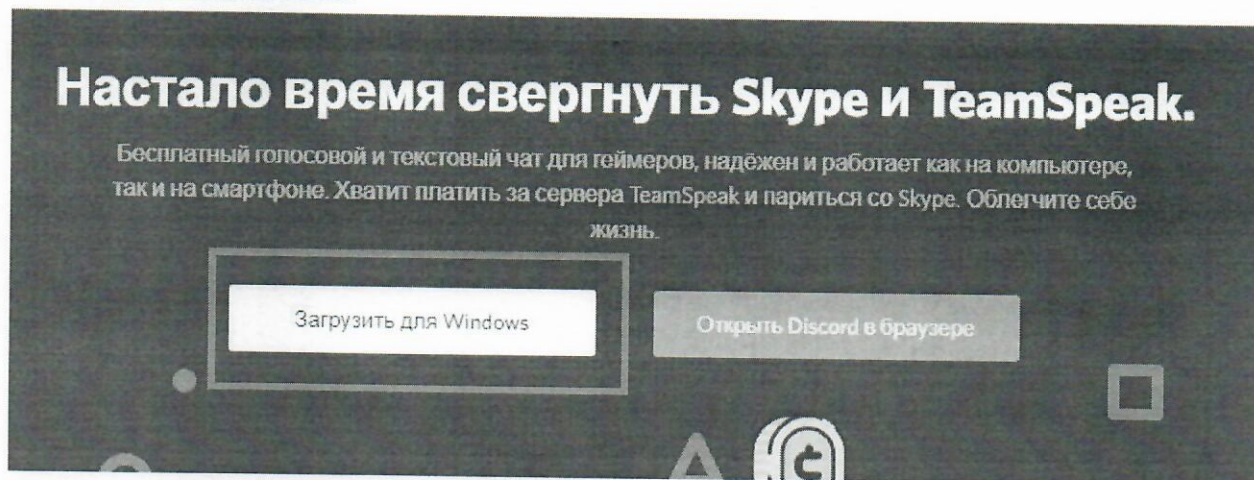 Настало время свергнуть Skype и TeamSpeak.
Бесплатный голосовой и текстовый чат для геймеров, надёжен и работает как на компьютере,
так и на смартфоне. Хватит платить за сервера TeamSpeak и париться со Skype. Облегчите себе
жизнь.
Загрузить для Windows
Открыть Discord в браузере